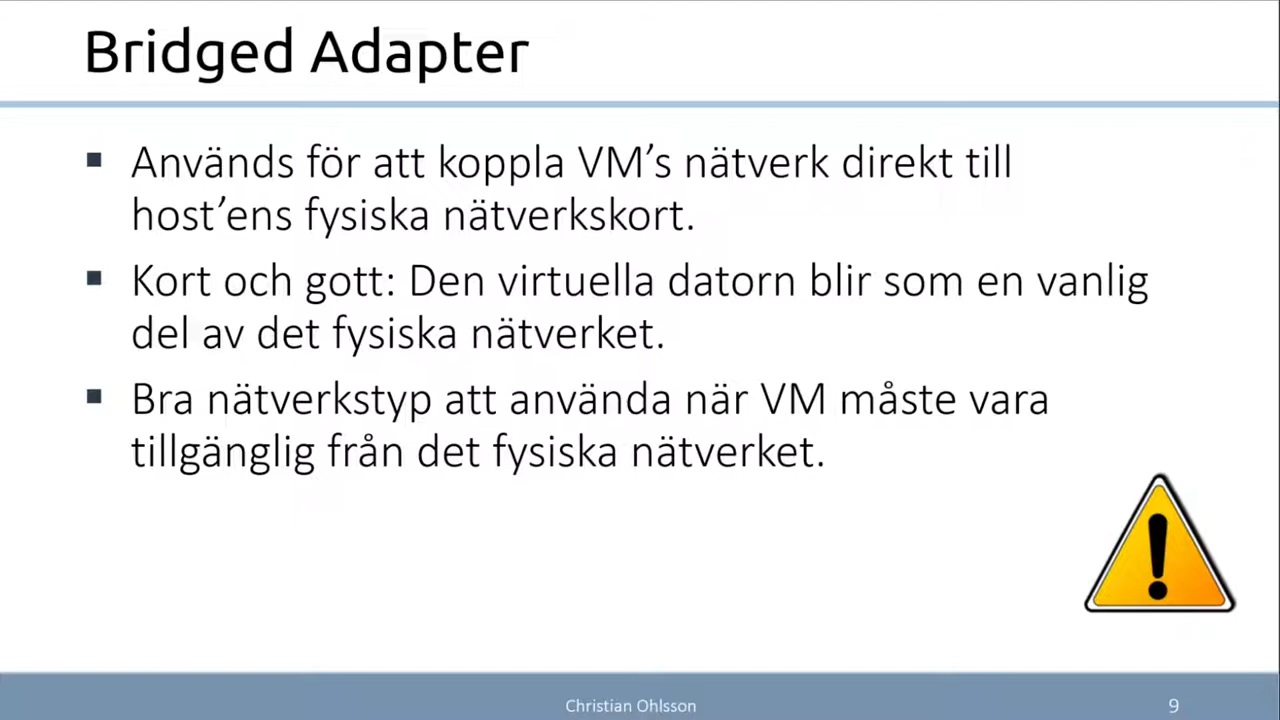 Bridged Adapter
Används för att koppla VM’s nätverk direkt till
host’ens fysiska nätverkskort.
Kort och gott: Den virtuella datorn blir som en vanlig
del av det fysiska nätverket.
Bra nätverkstyp att använda när VM måste vara
tillgänglig från det fysiska nätverket.
Christian Ohlsson
9